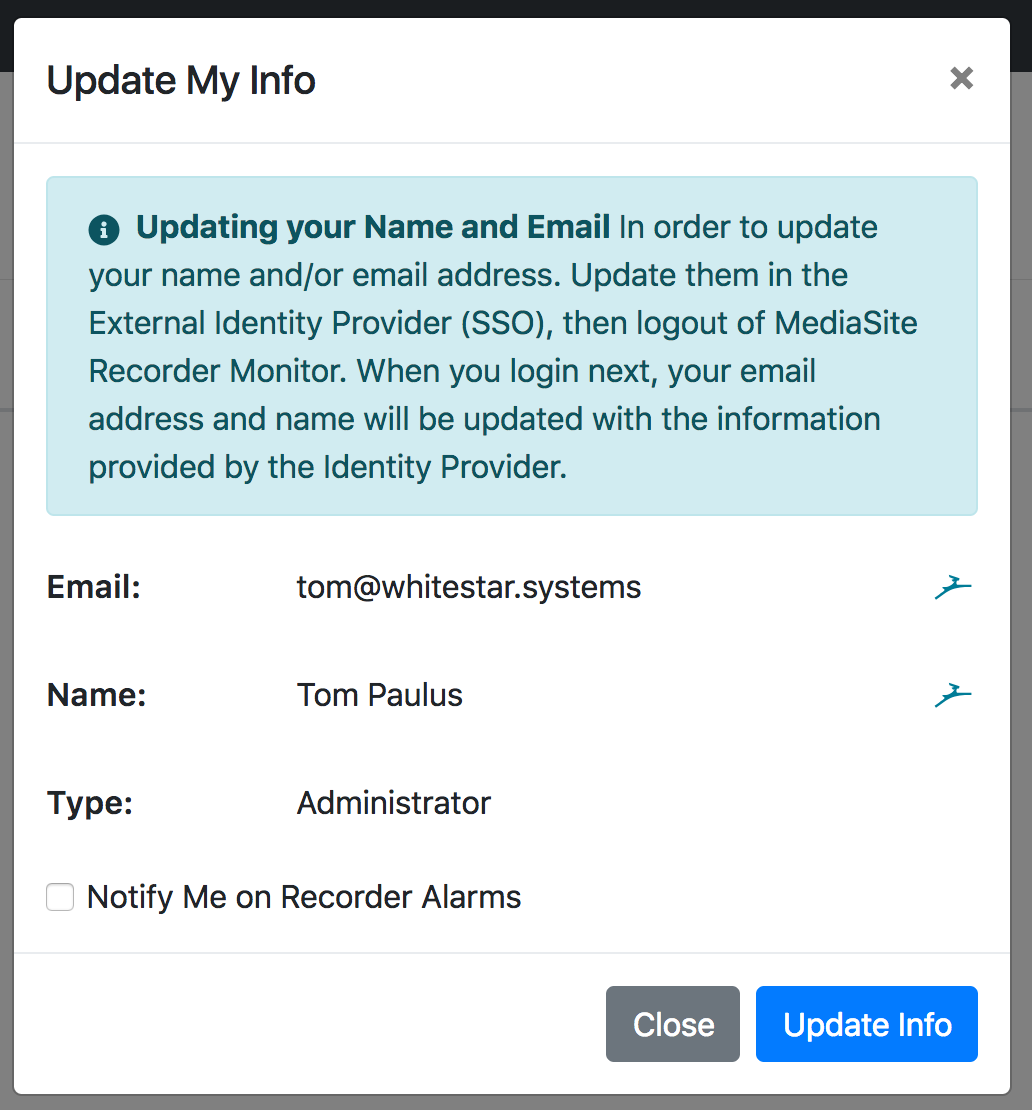 Update My Info
Updating your Name and Email In order to update
your name and/or email address. Update them in the
External Identity Provider (SSO), then logout of MediaSite
Recorder Monitor. When you login next, your email
address and name will be updated with the information
provided by the Identity Provider.
Email: tom@whitestar.systems
Name: Tom Paulus
Type: Administrator
Notify Me on Recorder Alarms
Close Update Info